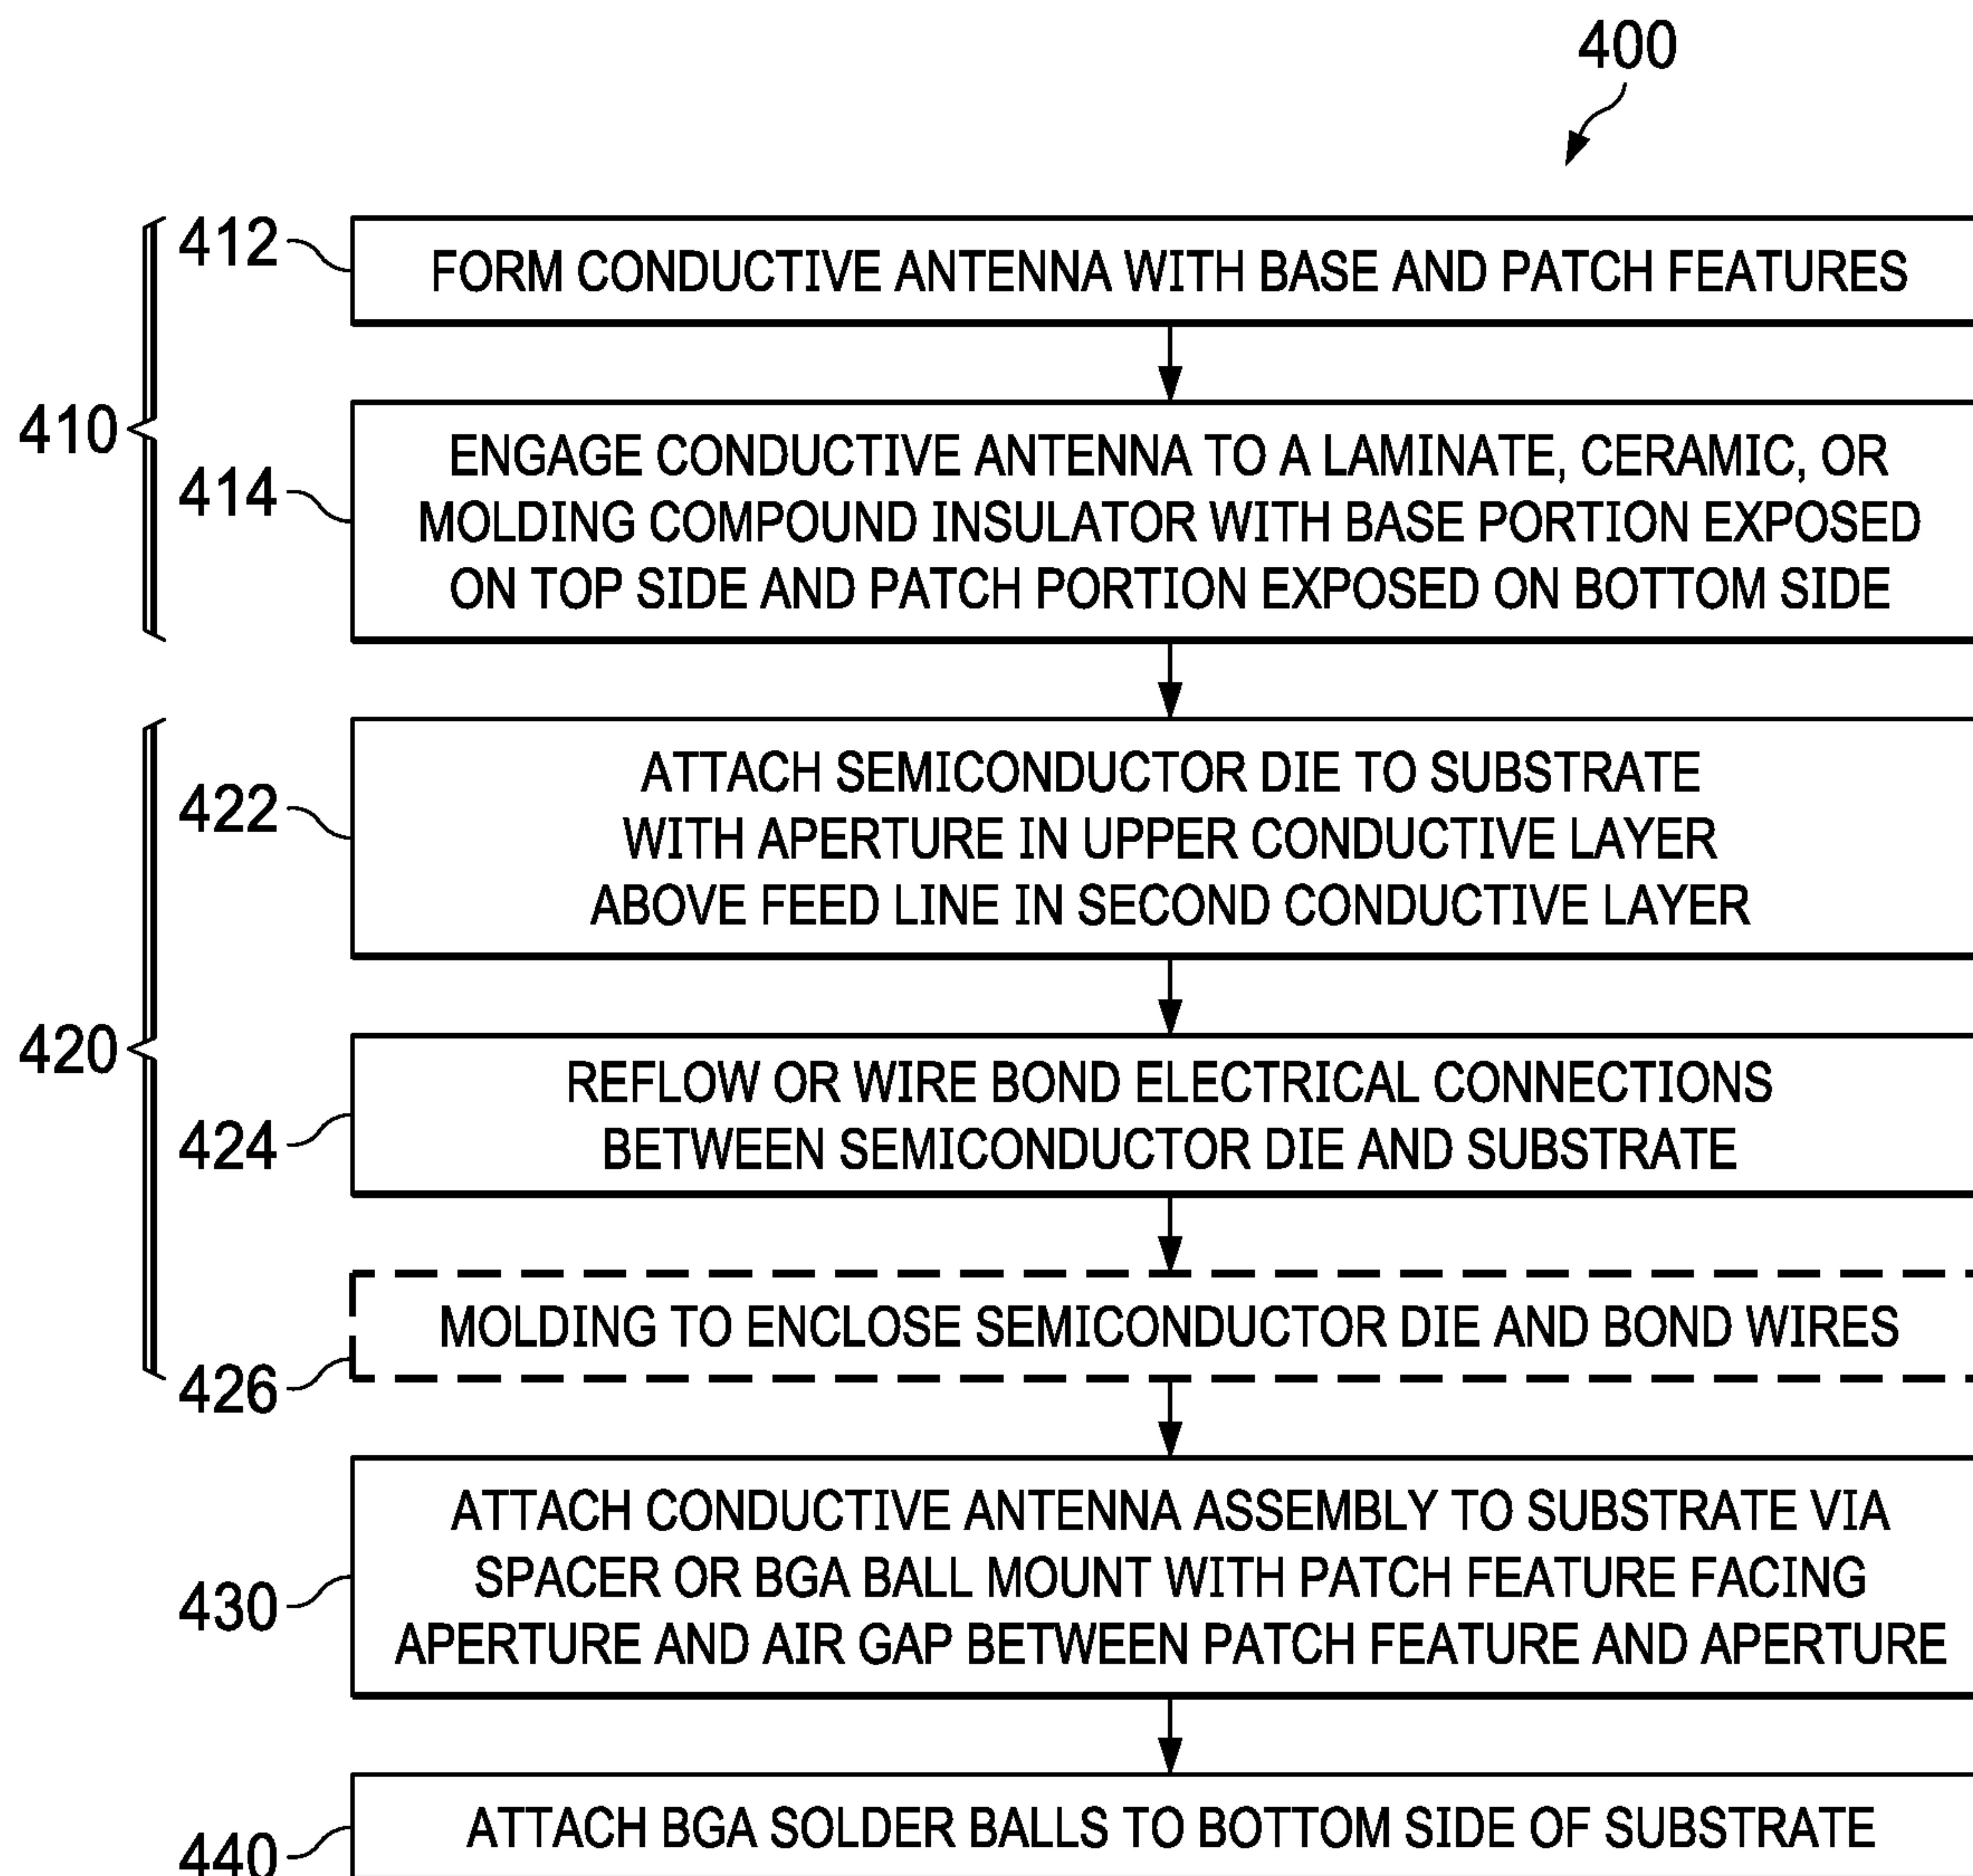 400
412
FORM CONDUCTIVE ANTENNA WITH BASE AND PATCH FEATURES
410
414
ENGAGE CONDUCTIVE ANTENNA TO A LAMINATE, CERAMIC, OR
MOLDING COMPOUND INSULATOR WITH BASE PORTION EXPOSED
ON TOP SIDE AND PATCH PORTION EXPOSED ON BOTTOM SIDE
420
422
ATTACH SEMICONDUCTOR DIE TO SUBSTRATE
WITH APERTURE IN UPPER CONDUCTIVE LAYER
ABOVE FEED LINE IN SECOND CONDUCTIVE LAYER
424
REFLOW OR WIRE BOND ELECTRICAL CONNECTIONS
BETWEEN SEMICONDUCTOR DIE AND SUBSTRATE
426
MOLDING TO ENCLOSE SEMICONDUCTOR DIE AND BOND WIRES
430
ATTACH CONDUCTIVE ANTENNA ASSEMBLY TO SUBSTRATE VIA
SPACER OR BGA BALL MOUNT WITH PATCH FEATURE FACING
APERTURE AND AIR GAP BETWEEN PATCH FEATURE AND APERTURE
440
ATTACH BGA SOLDER BALLS TO BOTTOM SIDE OF SUBSTRATE